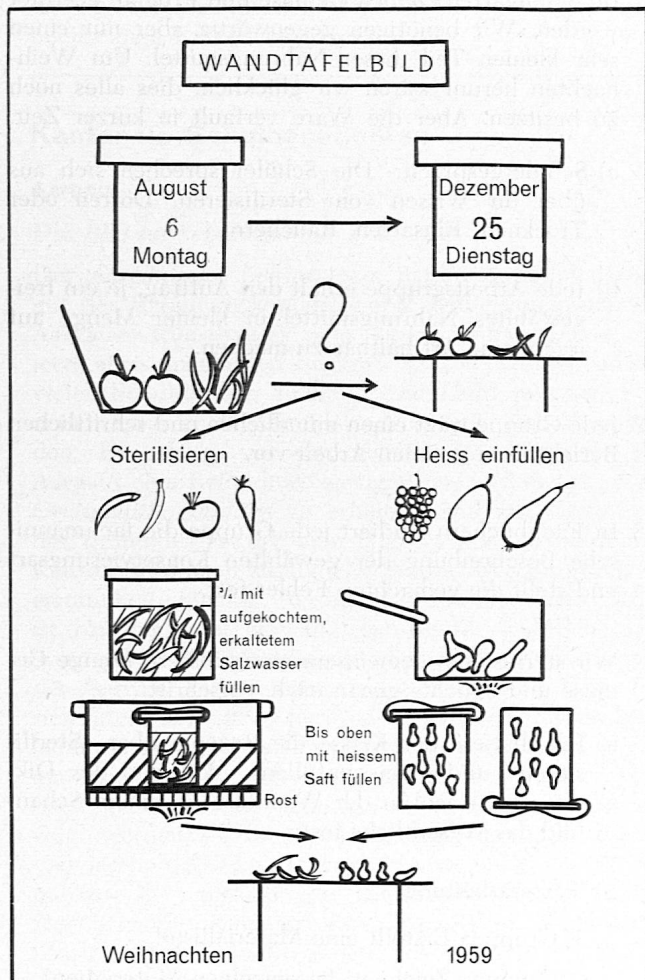 WANDTAFELBILD
August
6
Montag
Dezember
25
Dienstag
?
Sterilisieren
Heiss einfüllen
¾ mit
aufgekochtem,
erkaltetem
Salzwasser
füllen
Bis oben
mit heissem
Saft füllen
Rost
Weihnachten
1959